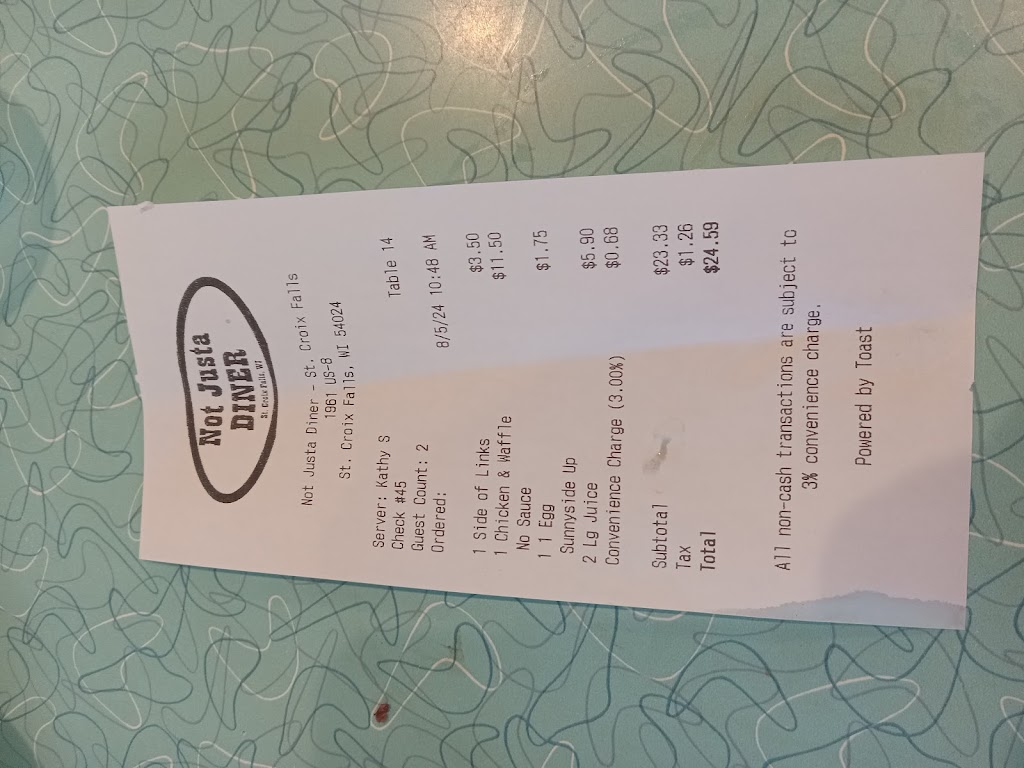 Not Justa
DINER
St. Croix Falls, WI
Not Justa Diner - St. Croix Falls
1961 US-8
St. Croix Falls, WI 54024
Server: Kathy S
Check #45 Table 14
Guest Count: 2
Ordered: 8/5/24 10:48 AM
1 Side of Links $3.50
1 Chicken & Waffle $11.50
No Sauce
1 1 Egg $1.75
Sunnyside Up
2 Lg Juice $5.90
Convenience Charge (3.00%) $0.68
Subtotal $23.33
Tax $1.26
Total $24.59
All non-cash transactions are subject to
3% convenience charge.
Powered by Toast